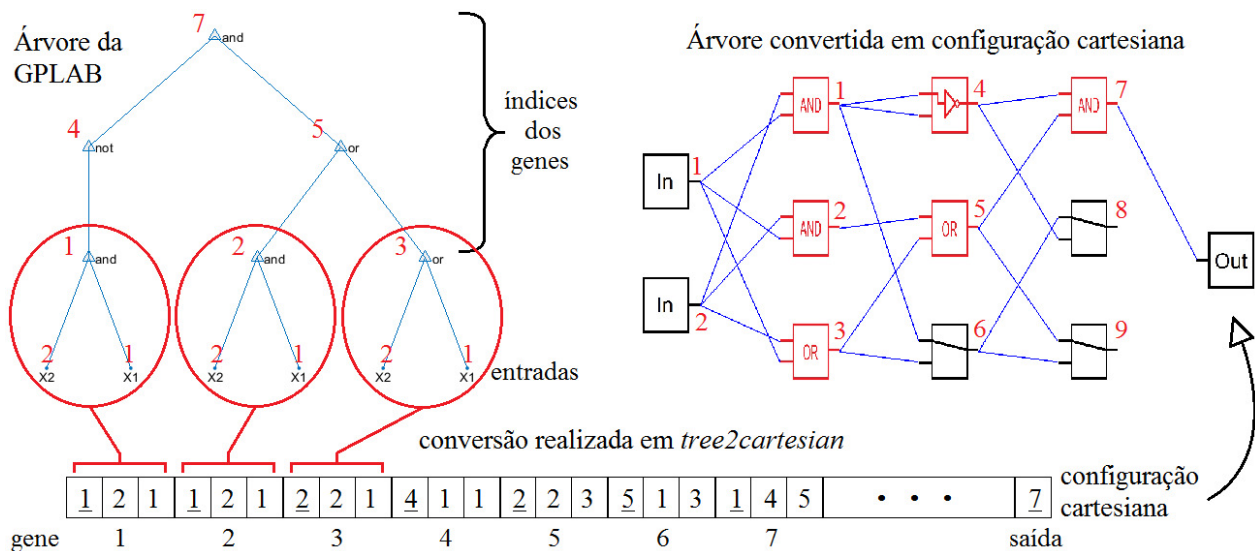 Árvore da
GPLAB
7
and
4
not
5
or
1
and
2
and
3
or
2
1
2
1
2
1
X2
X1
X2
X1
X2
X1
entradas
índices
dos
genes
Árvore convertida em configuração cartesiana
In
1
In
2
AND
1
AND
2
OR
3
4
OR
5
6
AND
7
8
9
Out
conversão realizada em tree2cartesian
1 2 1 1 2 1 2 2 1 4 1 1 2 2 3 5 1 3 1 4 5 • • • 7
configuração
cartesiana
gene 1 2 3 4 5 6 7 saída